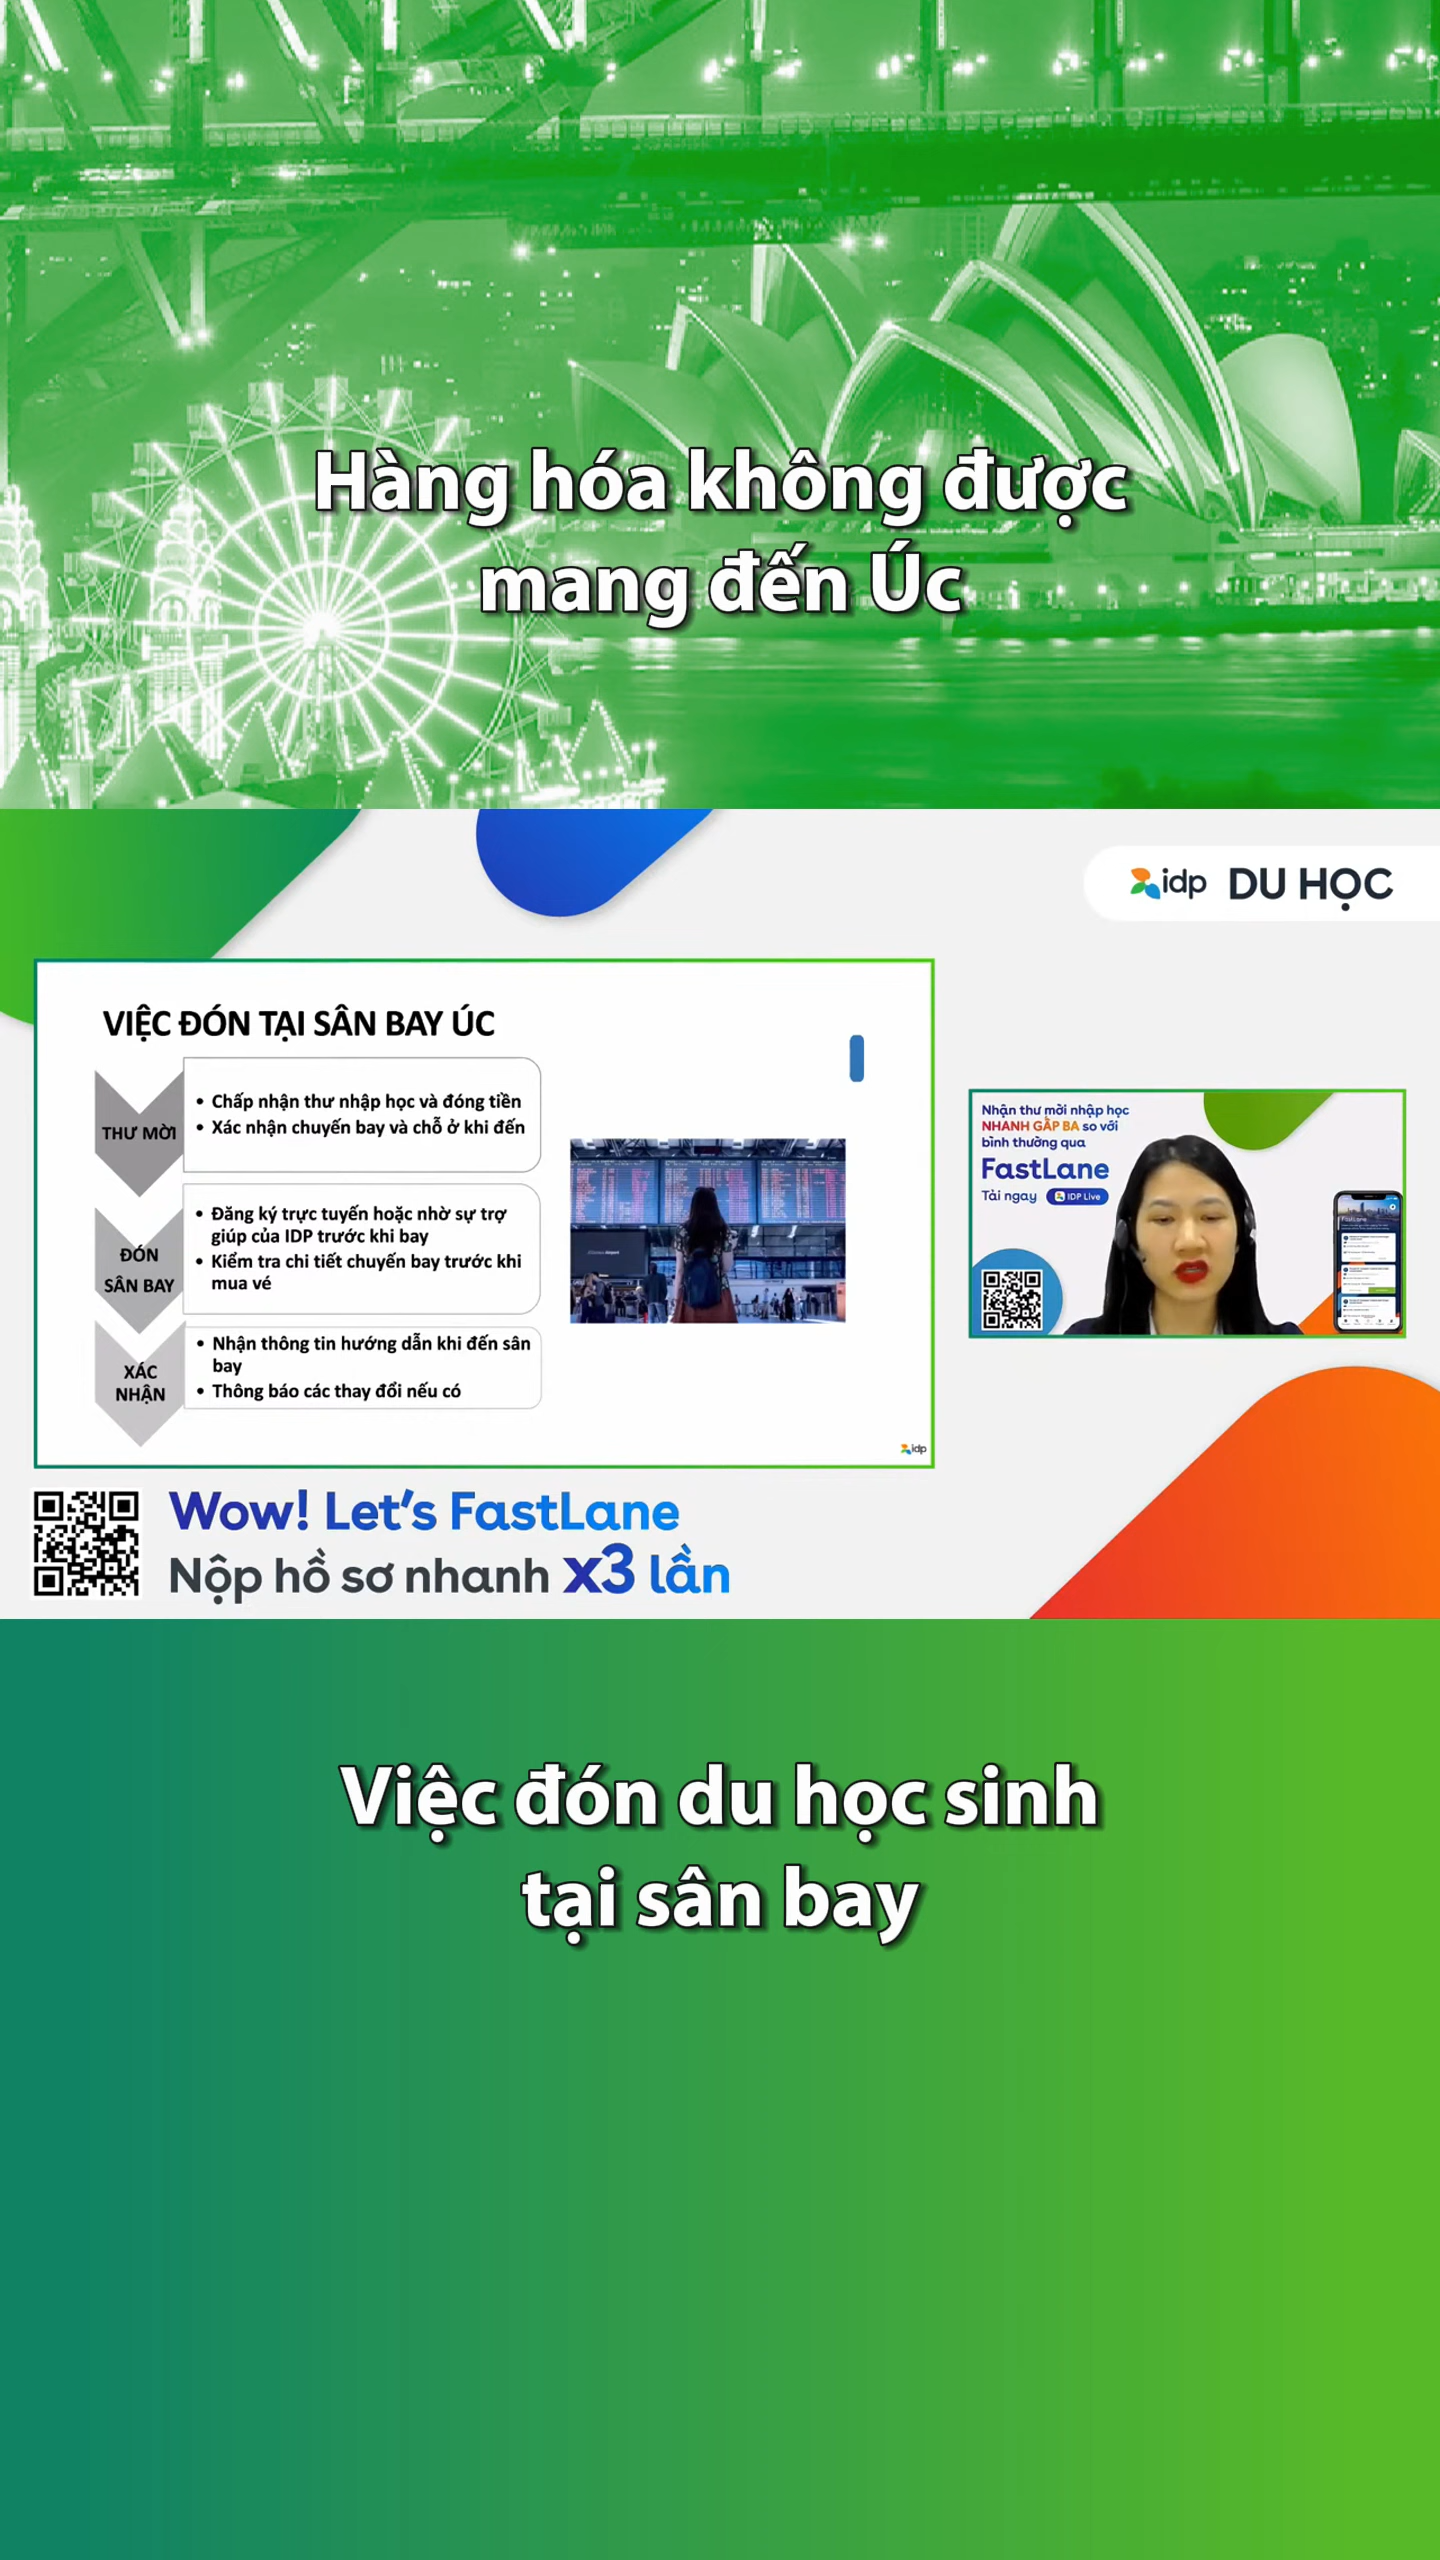 Hàng hóa không được
mang đến Úc
idp DU HỌC
VIỆC ĐÓN TẠI SÂN BAY ÚC
THƯ MỜI
• Chấp nhận thư nhập học và đóng tiền
• Xác nhận chuyến bay và chỗ ở khi đến
ĐÓN
SÂN BAY
• Đăng ký trực tuyến hoặc nhờ sự trợ
giúp của IDP trước khi bay
• Kiểm tra chi tiết chuyến bay trước khi
mua vé
XÁC
NHẬN
• Nhận thông tin hướng dẫn khi đến sân
bay
• Thông báo các thay đổi nếu có
idp
Nhận thư mời nhập học
NHANH GẤP BA so với
bình thường qua
FastLane
Tải ngay IDP Live
Wow! Let's FastLane
Nộp hồ sơ nhanh x3 lần
Việc đón du học sinh
tại sân bay